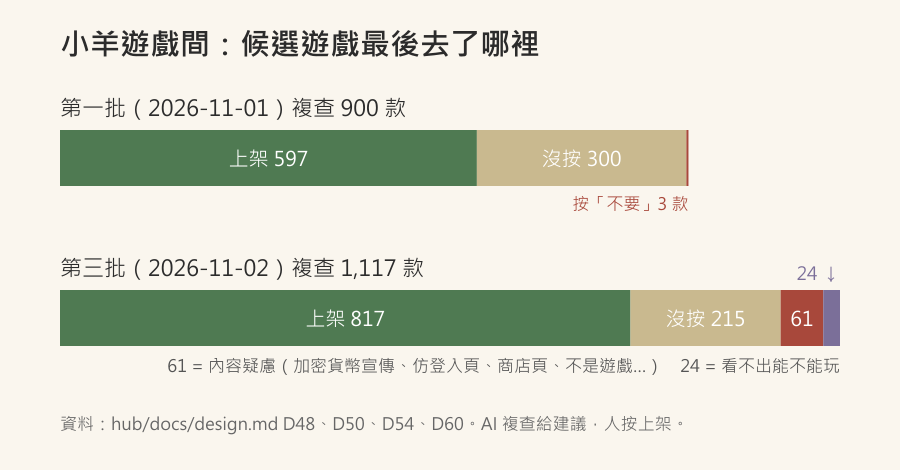 小羊遊戲間：候選遊戲最後去了哪裡
第一批（2026-11-01）複查 900 款
上架 597
沒按 300
按「不要」3 款
第三批（2026-11-02）複查 1,117 款
24 ↓
上架 817
沒按 215
61
61 = 內容疑慮（加密貨幣宣傳、仿登入頁、商店頁、不是遊戲…）
24 = 看不出能不能玩
資料：hub/docs/design.md D48、D50、D54、D60。AI 複查給建議，人按上架。